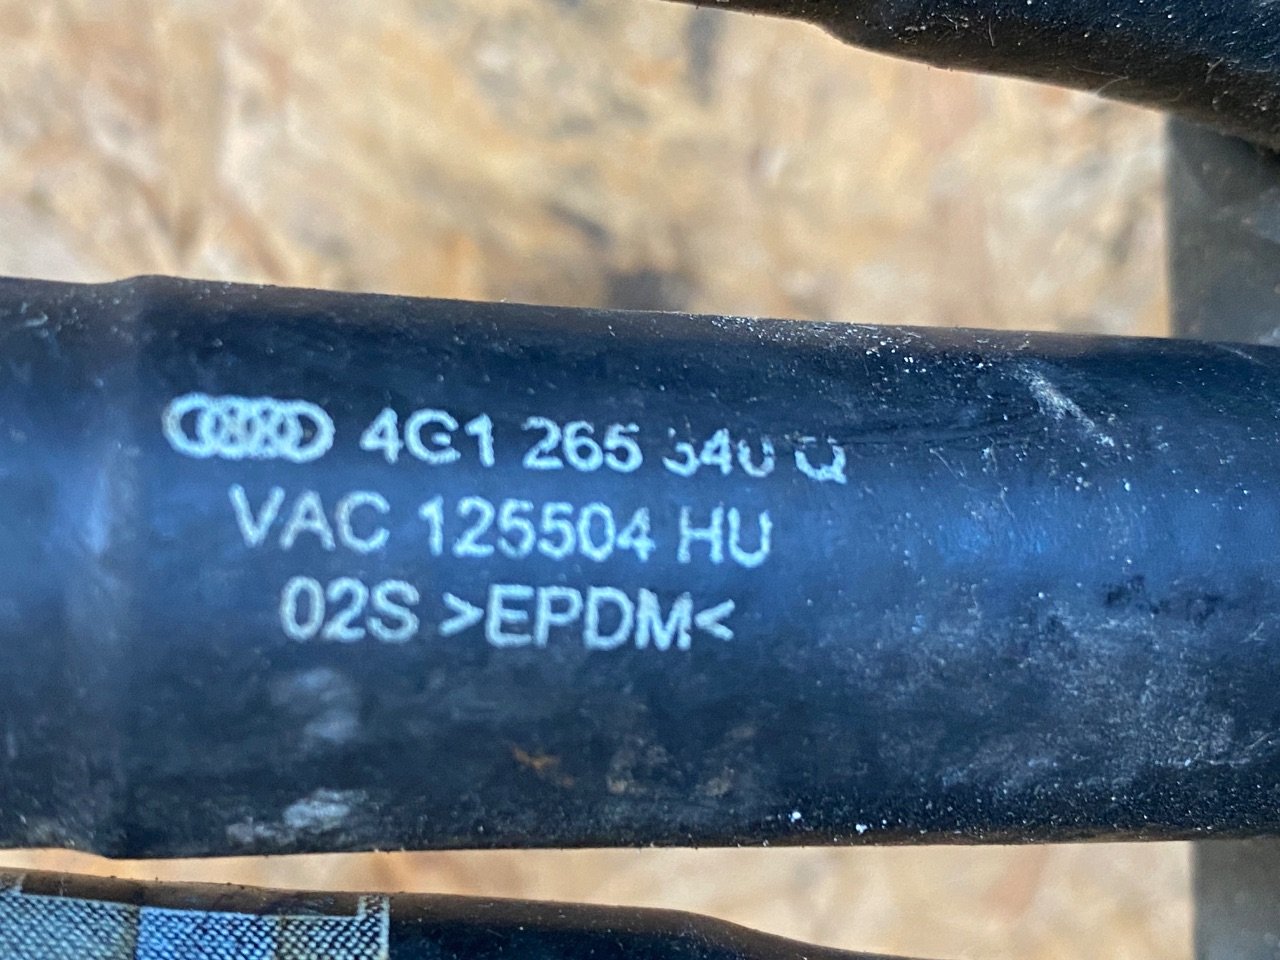 4G1 265 Q
VAC 125504 HU
02S >EPDM<